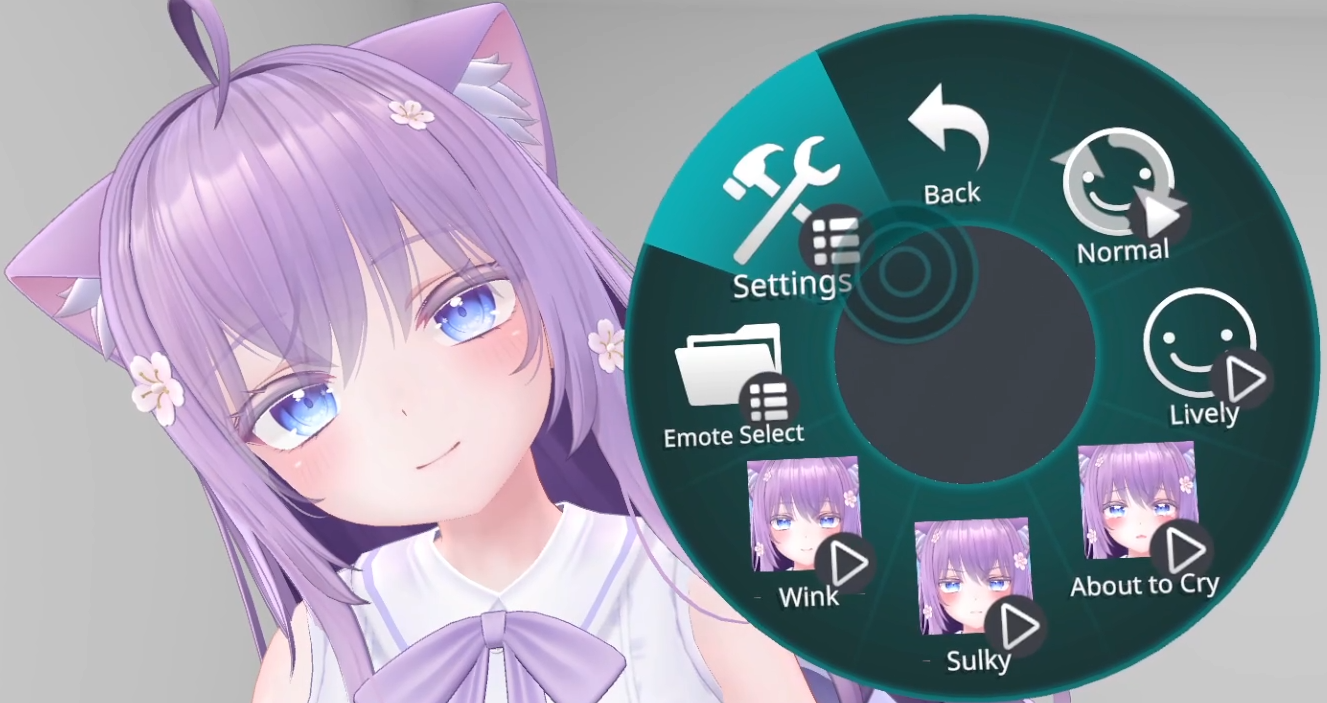 Back
Normal
Settings
Lively
Emote Select
About to Cry
Wink
Sulky